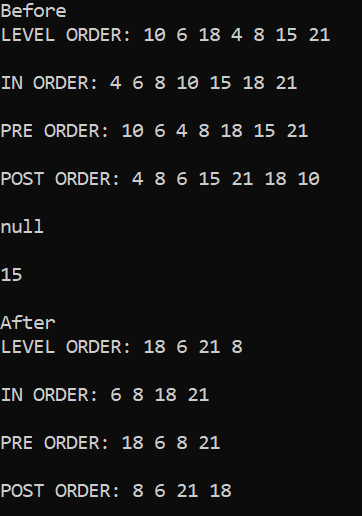 Before
LEVEL ORDER: 10 6 18 4 8 15 21
IN ORDER: 4 6 8 10 15 18 21
PRE ORDER: 10 6 4 8 18 15 21
POST ORDER: 4 8 6 15 21 18 10
null
15
After
LEVEL ORDER: 18 6 21 8
IN ORDER: 6 8 18 21
PRE ORDER: 18 6 8 21
POST ORDER: 8 6 21 18